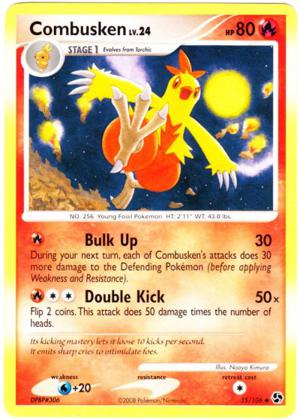 Combusken LV.24 HP 80
STAGE 1 Evolves from Torchic
NO. 256 Young Fowl Pokémon HT: 2'11" WT: 43.0 lbs.
Bulk Up 30
During your next turn, each of Combusken's attacks does 30
more damage to the Defending Pokémon (before applying
Weakness and Resistance).
Double Kick 50x
Flip 2 coins. This attack does 50 damage times the number of
heads.
Its kicking mastery lets it loose 10 kicks per second.
It emits sharp cries to intimidate foes.
weakness resistance retreat cost
+20
Illus. Naoyo Kimura
DPBP#306 ©2008 Pokémon/Nintendo 35/106